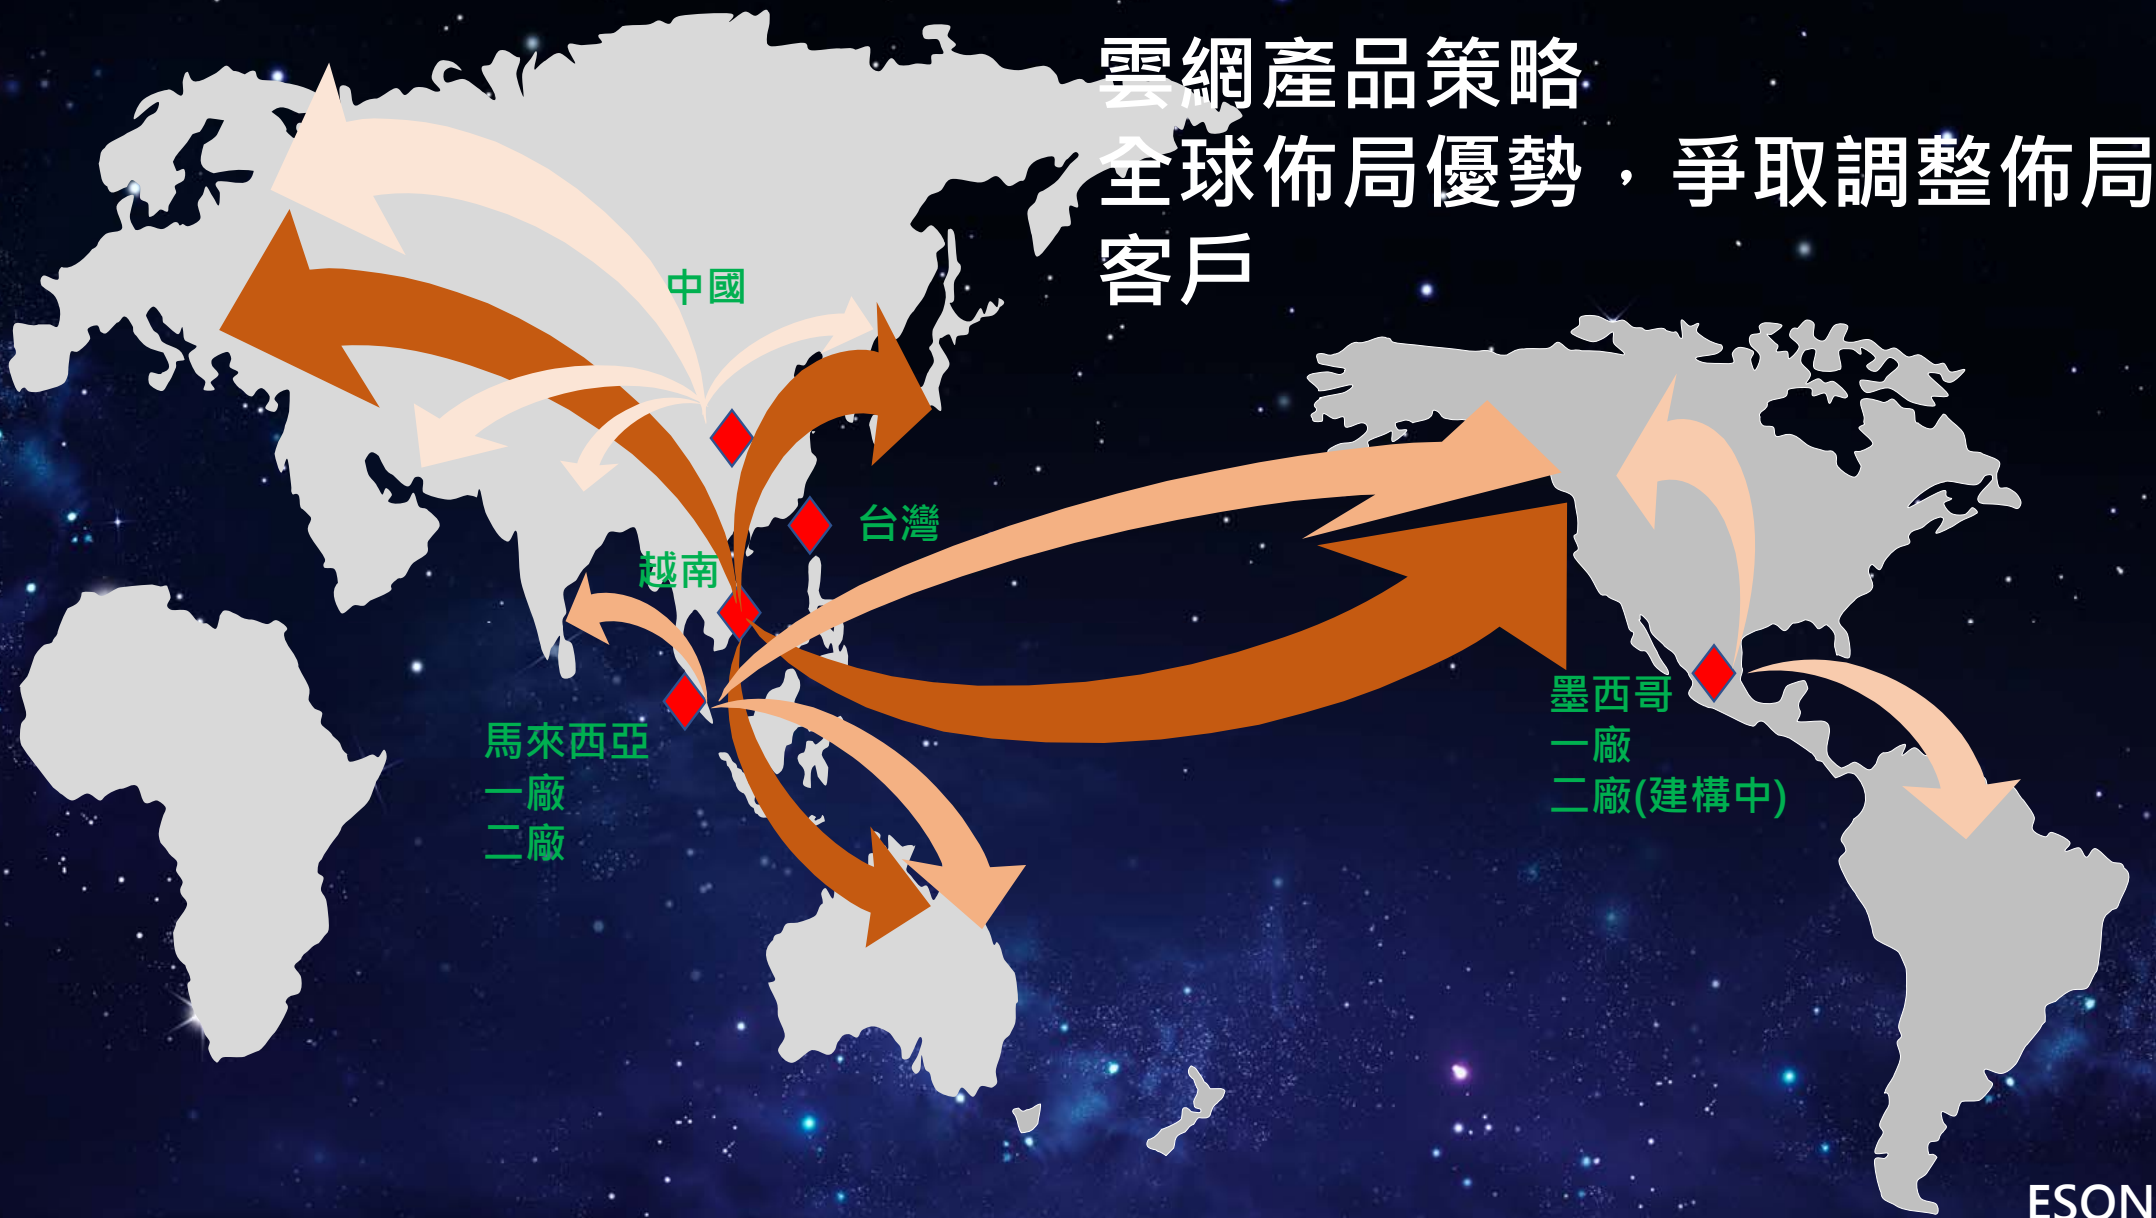 雲網產品策略
全球佈局優勢，爭取調整佈局
客戶
中國
台灣
越南
馬來西亞
一廠
二廠
墨西哥
一廠
二廠(建構中)
ESON